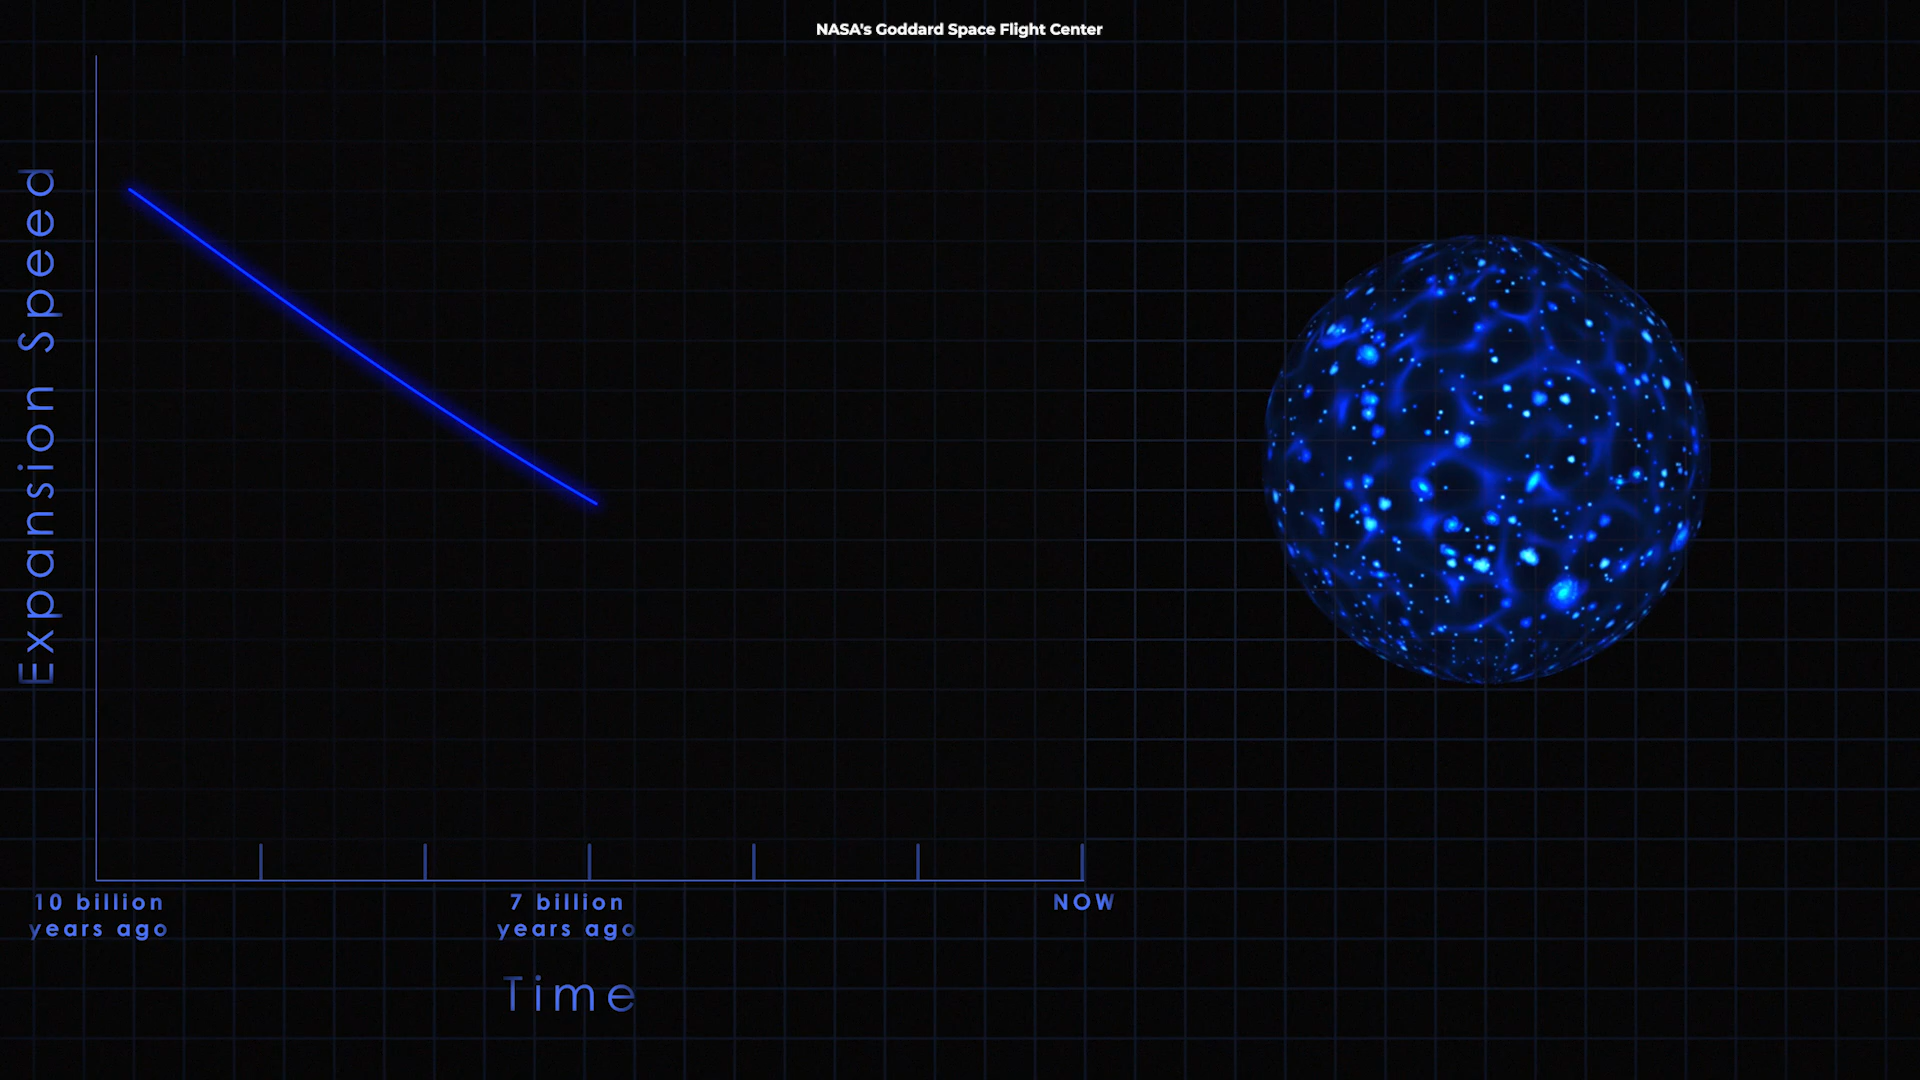 NASA's Goddard Space Flight Center
Expansion Speed
10 billion
years ago
7 billion
years ago
NOW
Time